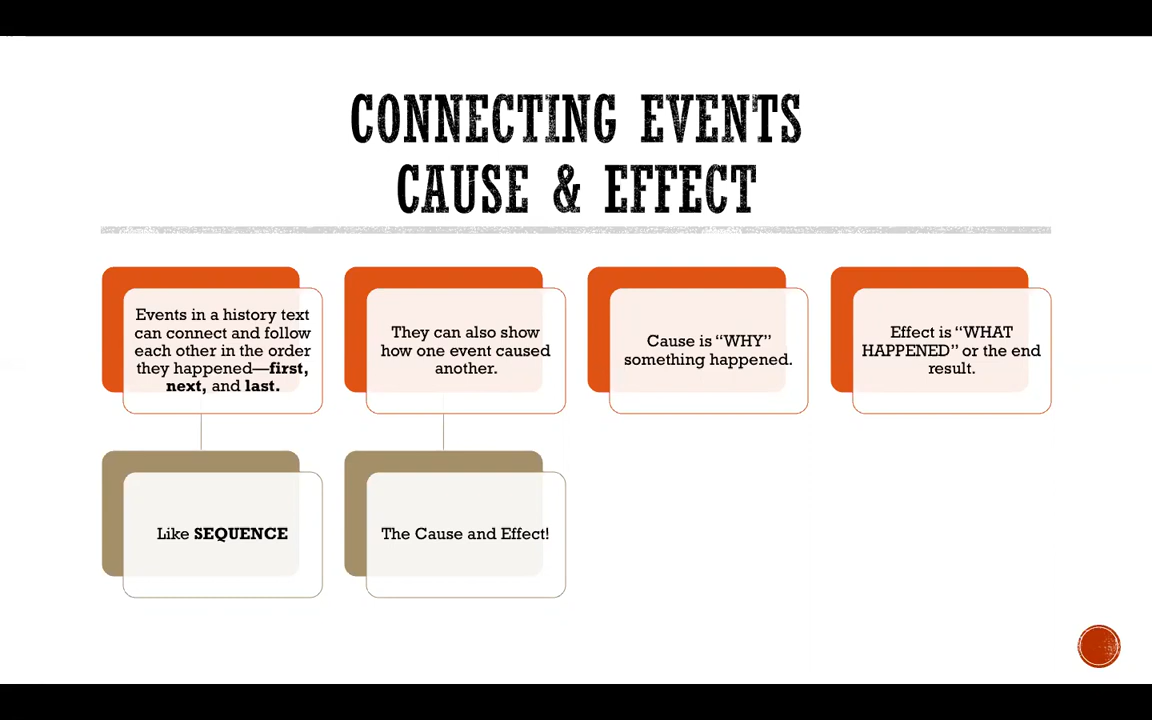 CONNECTING EVENTS
CAUSE & EFFECT
Events in a history text
can connect and follow
each other in the order
they happened—first,
next, and last.
They can also show
how one event caused
another.
Cause is “WHY”
something happened.
Effect is “WHAT
HAPPENED” or the end
result.
Like SEQUENCE
The Cause and Effect!